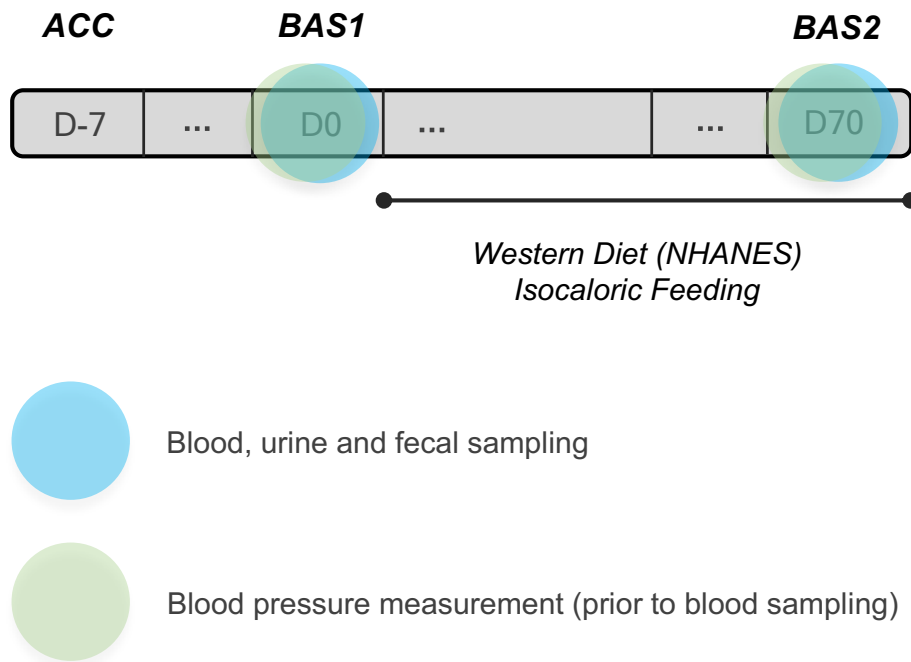 ACC BAS1 BAS2
D-7 ... D0 ... ... D70
Western Diet (NHANES)
Isocaloric Feeding
Blood, urine and fecal sampling
Blood pressure measurement (prior to blood sampling)